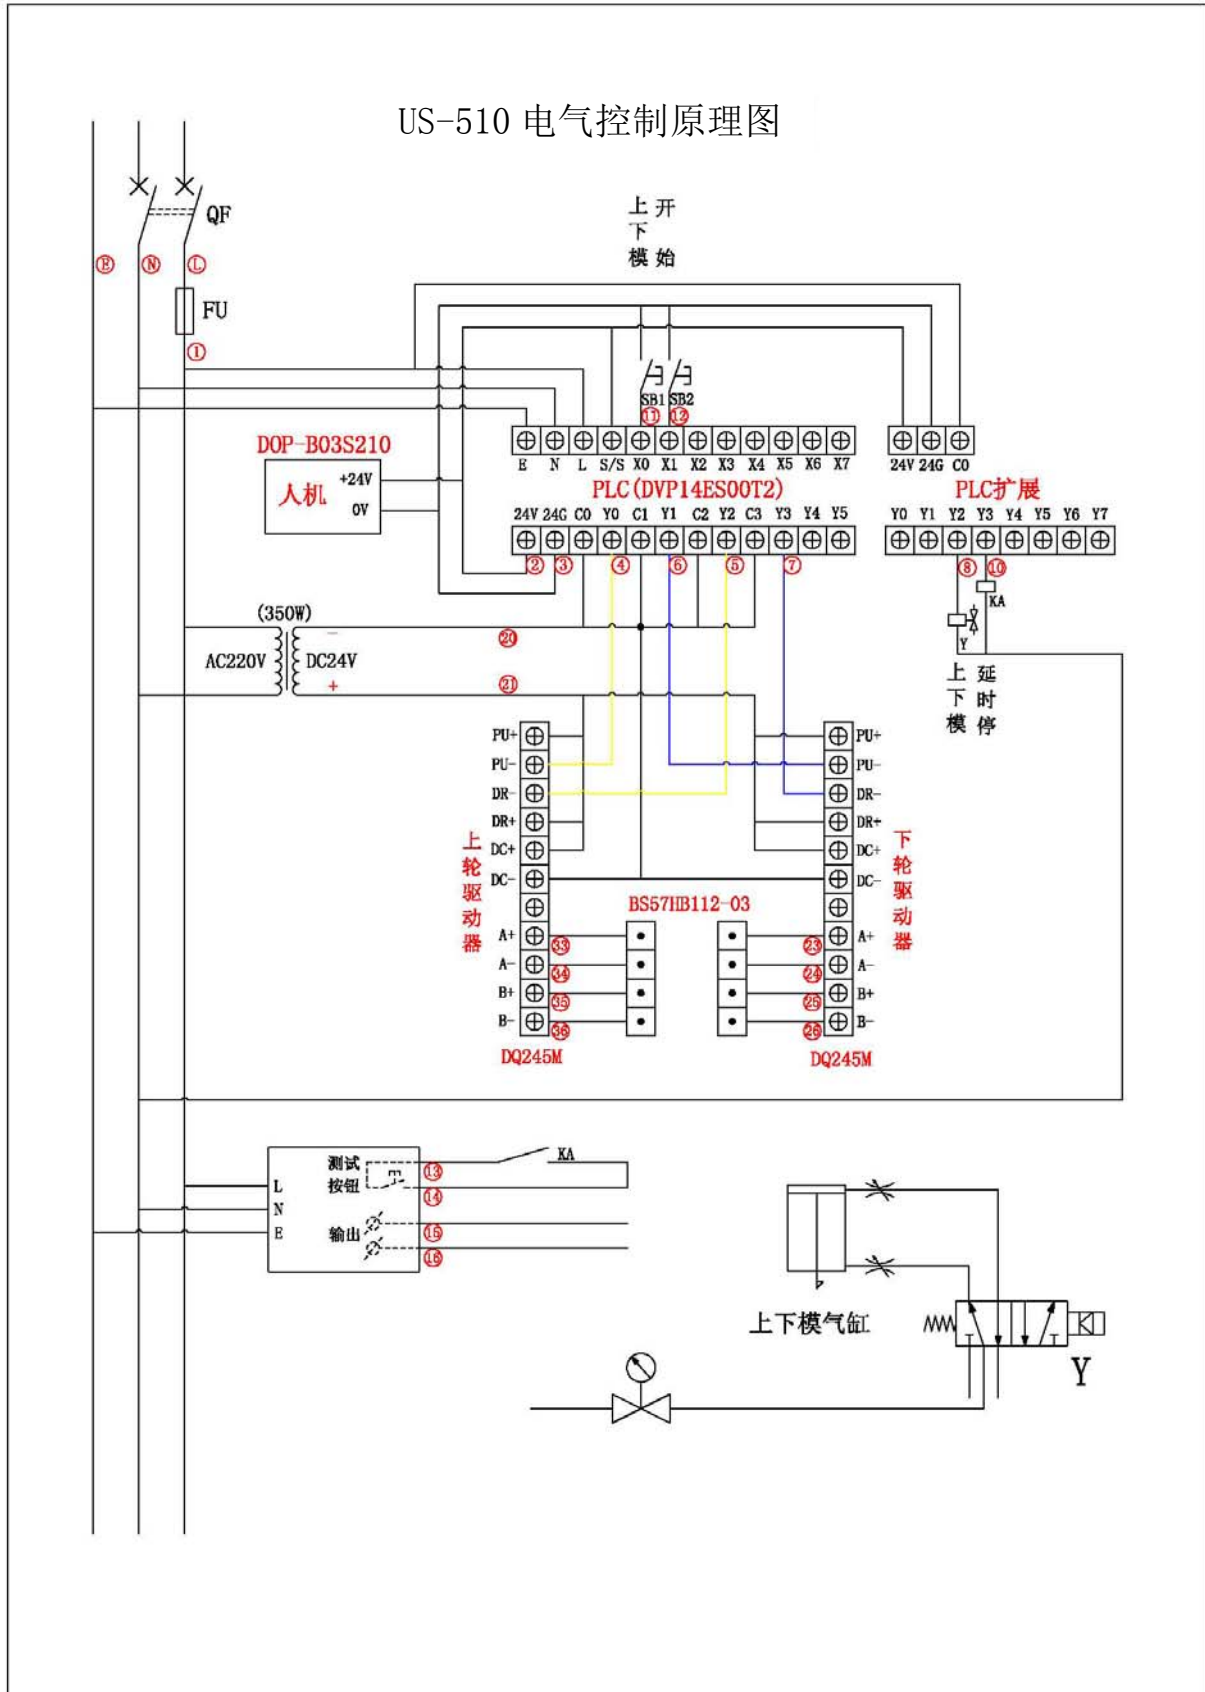 US-510 电气控制原理图
QF
上下模 开始
E N L
FU
1
SB1 SB2
11 12
DOP-B03S210
人机 +24V
0V
E N L S/S X0 X1 X2 X3 X4 X5 X6 X7
24V 24G C0
PLC(DVP14ES00T2)
PLC扩展
24V 24G C0 Y0 C1 Y1 C2 Y2 C3 Y3 Y4 Y5
Y0 Y1 Y2 Y3 Y4 Y5 Y6 Y7
2 3 4 6 5 7 8 10
KA
Y
(350W)
AC220V DC24V
- 20
+ 21
上下模 延时停
PU+ PU+
PU- PU-
DR- DR-
DR+ DR+
DC+ DC+
DC- DC-
上轮驱动器
下轮驱动器
BS57HB112-03
A+ 33 23 A+
A- 34 24 A-
B+ 35 25 B+
B- 36 26 B-
DQ245M DQ245M
测试按钮 13 KA
L 14
N
E 输出 15
16
上下模气缸
Y